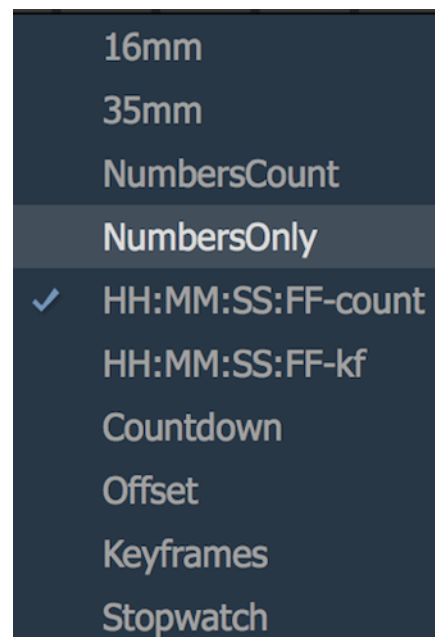 16mm
35mm
NumbersCount
NumbersOnly
HH:MM:SS:FF-count
HH:MM:SS:FF-kf
Countdown
Offset
Keyframes
Stopwatch